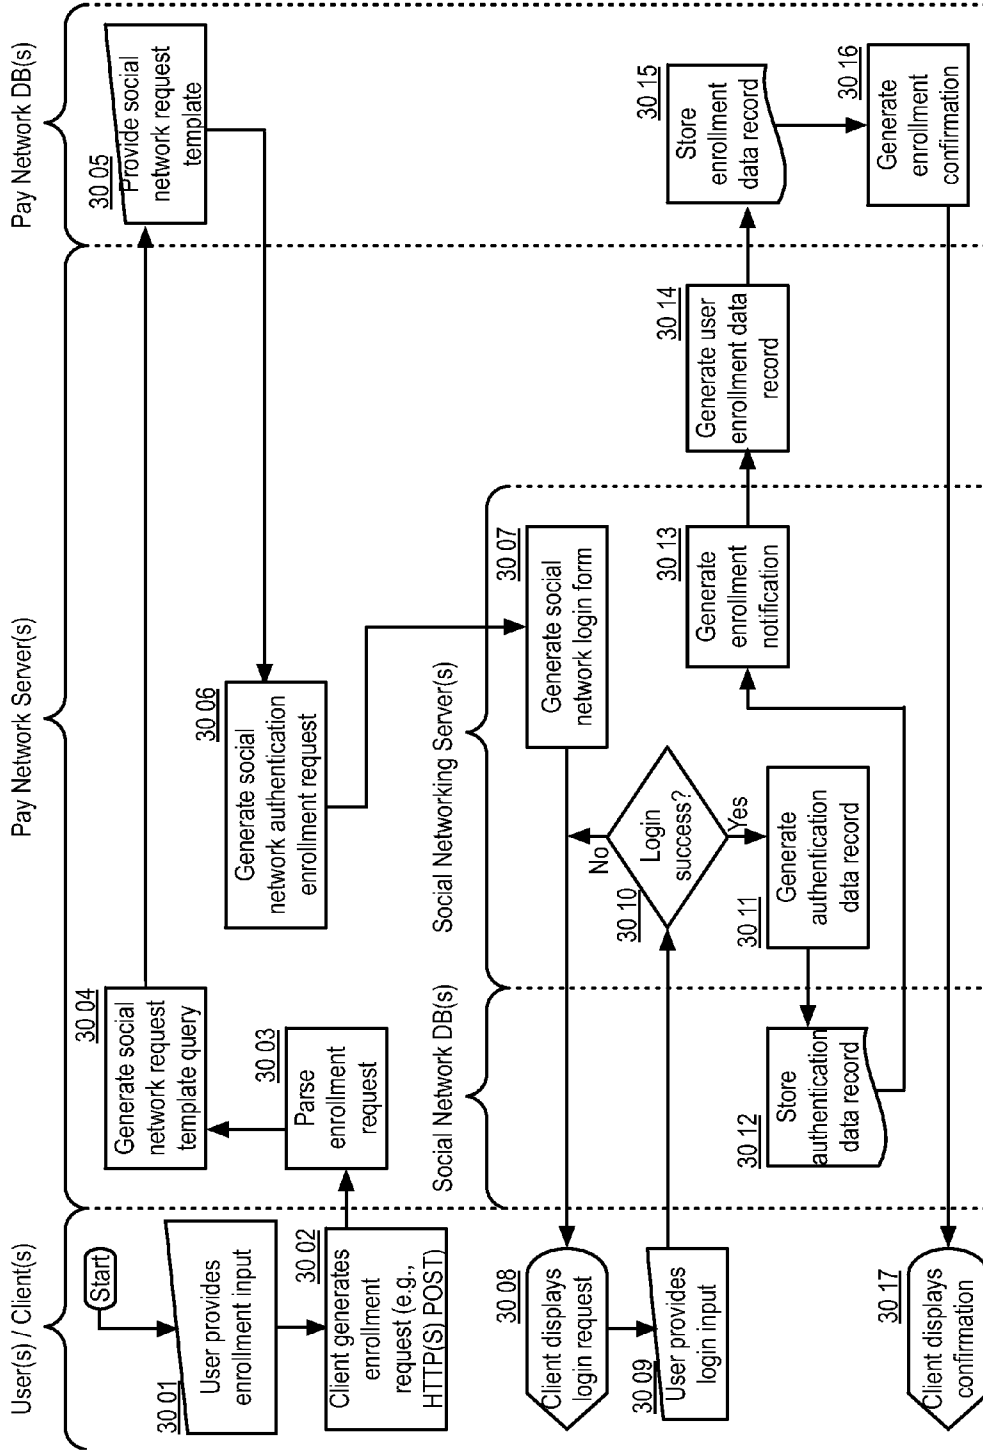 User(s) / Client(s)
Pay Network Server(s)
Pay Network DB(s)
Start
30 01
User provides
enrollment input
30 02
Client generates
enrollment
request (e.g.,
HTTP(S) POST)
30 03
Parse
enrollment
request
30 04
Generate social
network request
template query
30 05
Provide social
network request
template
30 06
Generate social
network authentication
enrollment request
Social Network DB(s)
Social Networking Server(s)
30 07
Generate social
network login form
30 08
Client displays
login request
30 09
User provides
login input
30 10
Login
success?
No
Yes
30 11
Generate
authentication
data record
30 12
Store
authentication
data record
30 13
Generate
enrollment
notification
30 14
Generate user
enrollment data
record
30 15
Store
enrollment
data record
30 16
Generate
enrollment
confirmation
30 17
Client displays
confirmation